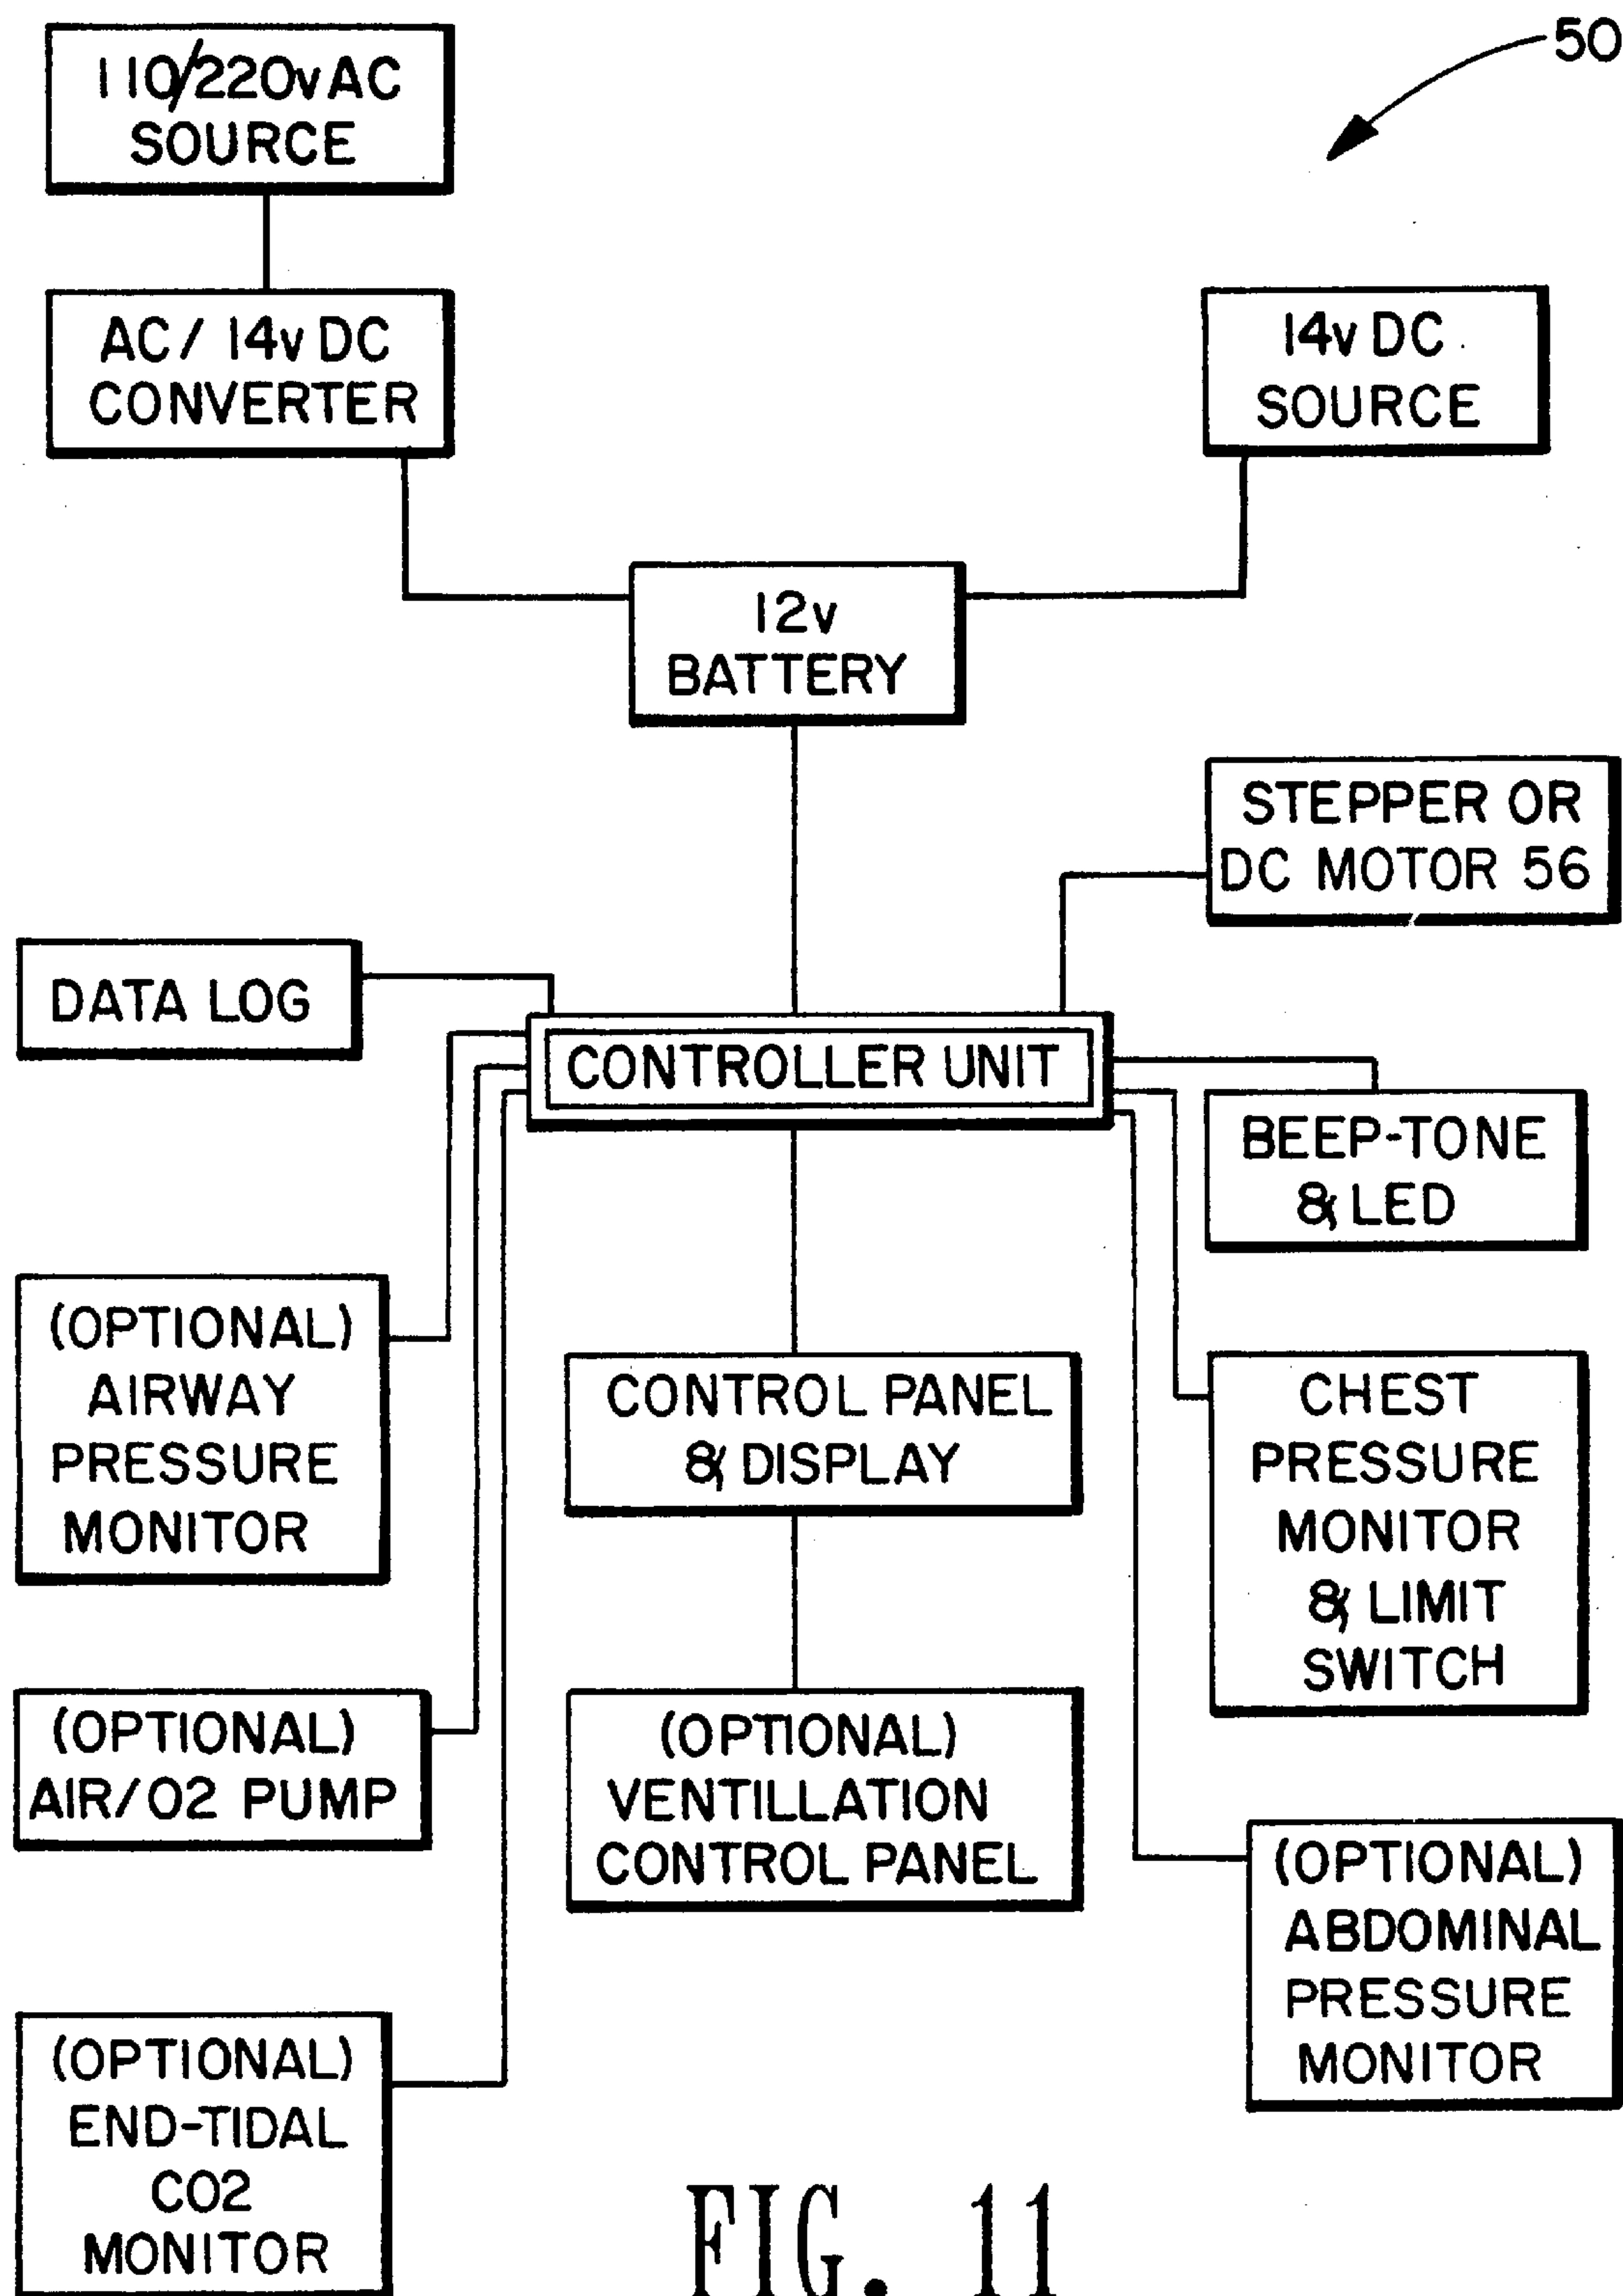 50
110/220v AC
SOURCE
AC / 14v DC
CONVERTER
14v DC
SOURCE
12v
BATTERY
STEPPER OR
DC MOTOR 56
DATA LOG
CONTROLLER UNIT
BEEP-TONE
& LED
(OPTIONAL)
AIRWAY
PRESSURE
MONITOR
CONTROL PANEL
& DISPLAY
CHEST
PRESSURE
MONITOR
& LIMIT
SWITCH
(OPTIONAL)
AIR/O2 PUMP
(OPTIONAL)
VENTILLATION
CONTROL PANEL
(OPTIONAL)
ABDOMINAL
PRESSURE
MONITOR
(OPTIONAL)
END-TIDAL
CO2
MONITOR
FIG. 11